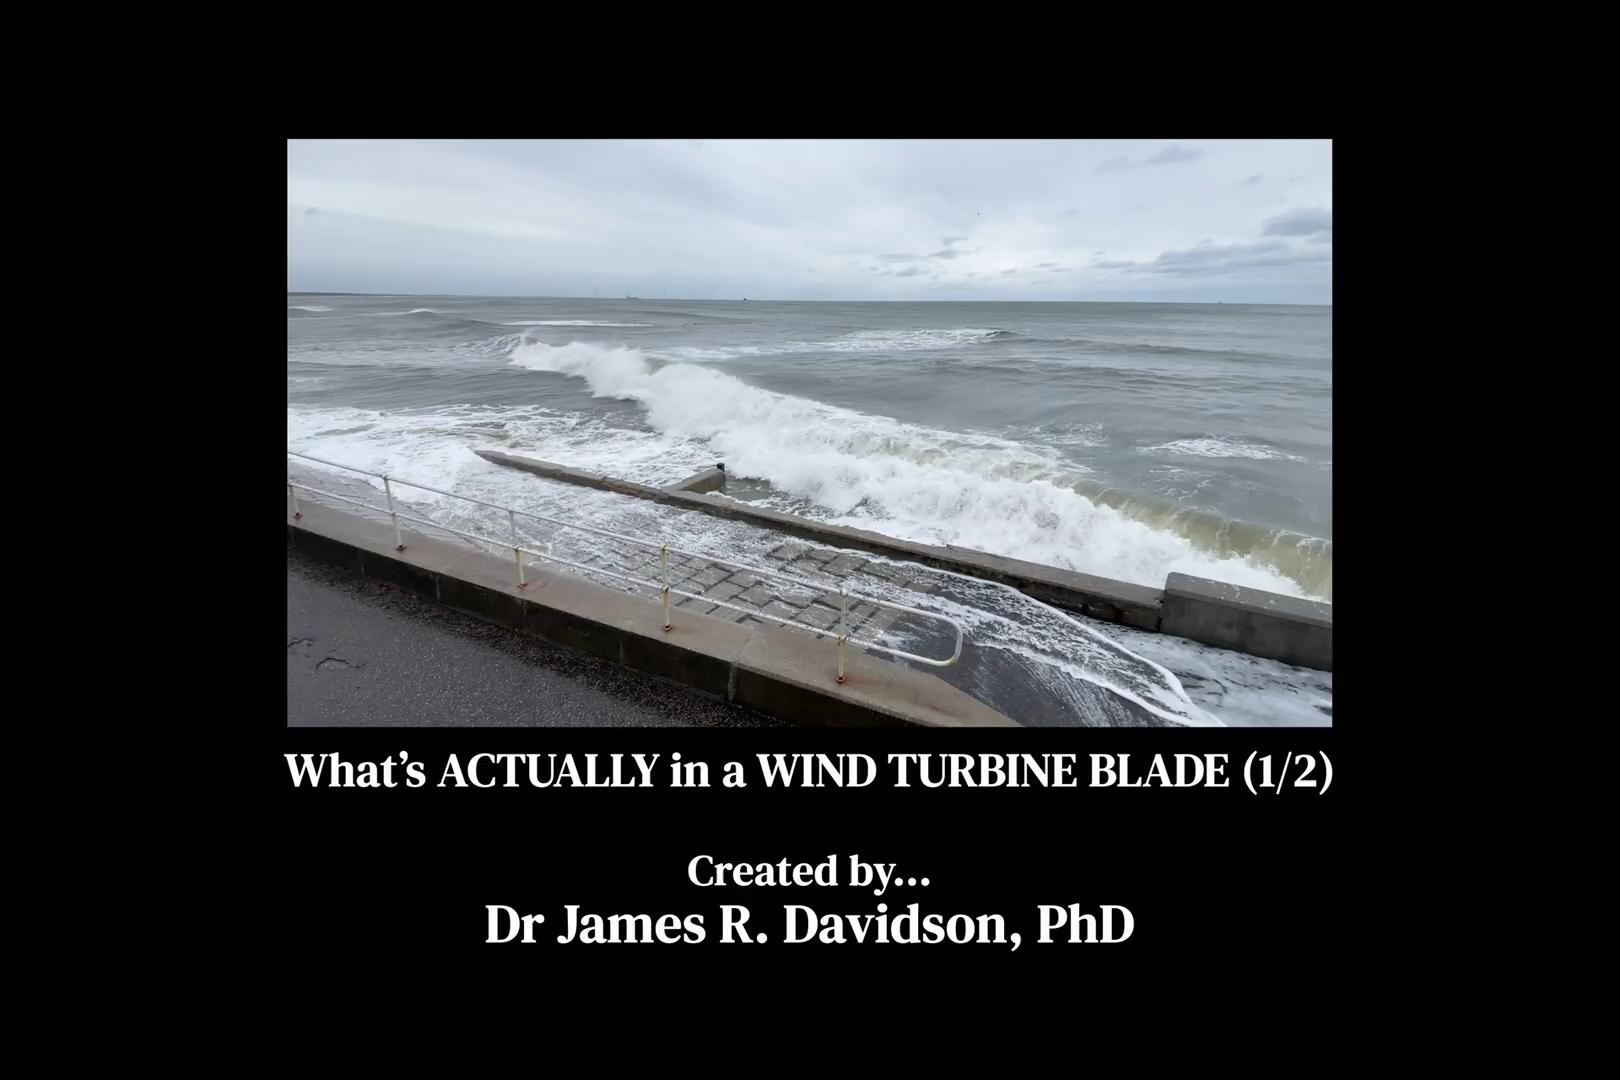 What’s ACTUALLY in a WIND TURBINE BLADE (1/2)
Created by...
Dr James R. Davidson, PhD